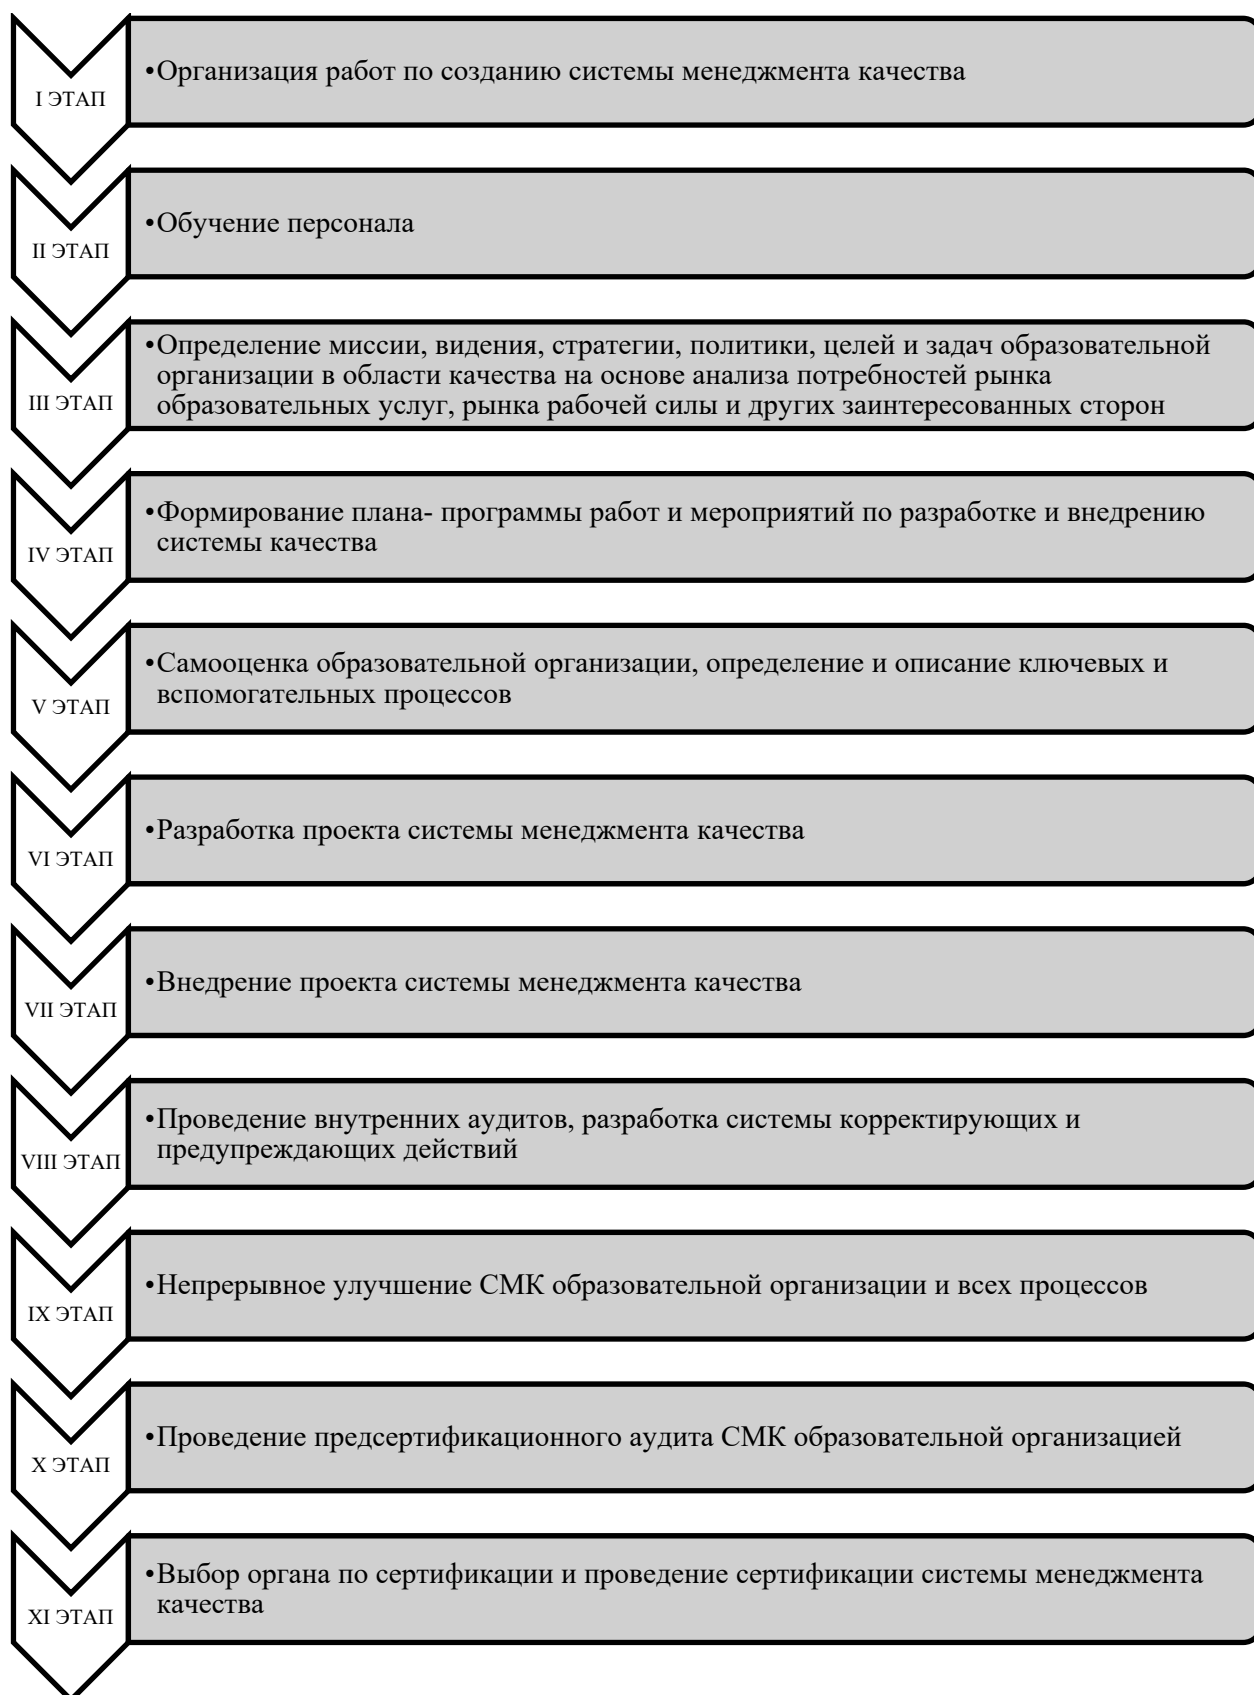 I ЭТАП
•Организация работ по созданию системы менеджмента качества
II ЭТАП
•Обучение персонала
III ЭТАП
•Определение миссии, видения, стратегии, политики, целей и задач образовательной
организации в области качества на основе анализа потребностей рынка
образовательных услуг, рынка рабочей силы и других заинтересованных сторон
IV ЭТАП
•Формирование плана- программы работ и мероприятий по разработке и внедрению
системы качества
V ЭТАП
•Самооценка образовательной организации, определение и описание ключевых и
вспомогательных процессов
VI ЭТАП
•Разработка проекта системы менеджмента качества
VII ЭТАП
•Внедрение проекта системы менеджмента качества
VIII ЭТАП
•Проведение внутренних аудитов, разработка системы корректирующих и
предупреждающих действий
IX ЭТАП
•Непрерывное улучшение СМК образовательной организации и всех процессов
X ЭТАП
•Проведение предсертификационного аудита СМК образовательной организацией
XI ЭТАП
•Выбор органа по сертификации и проведение сертификации системы менеджмента
качества